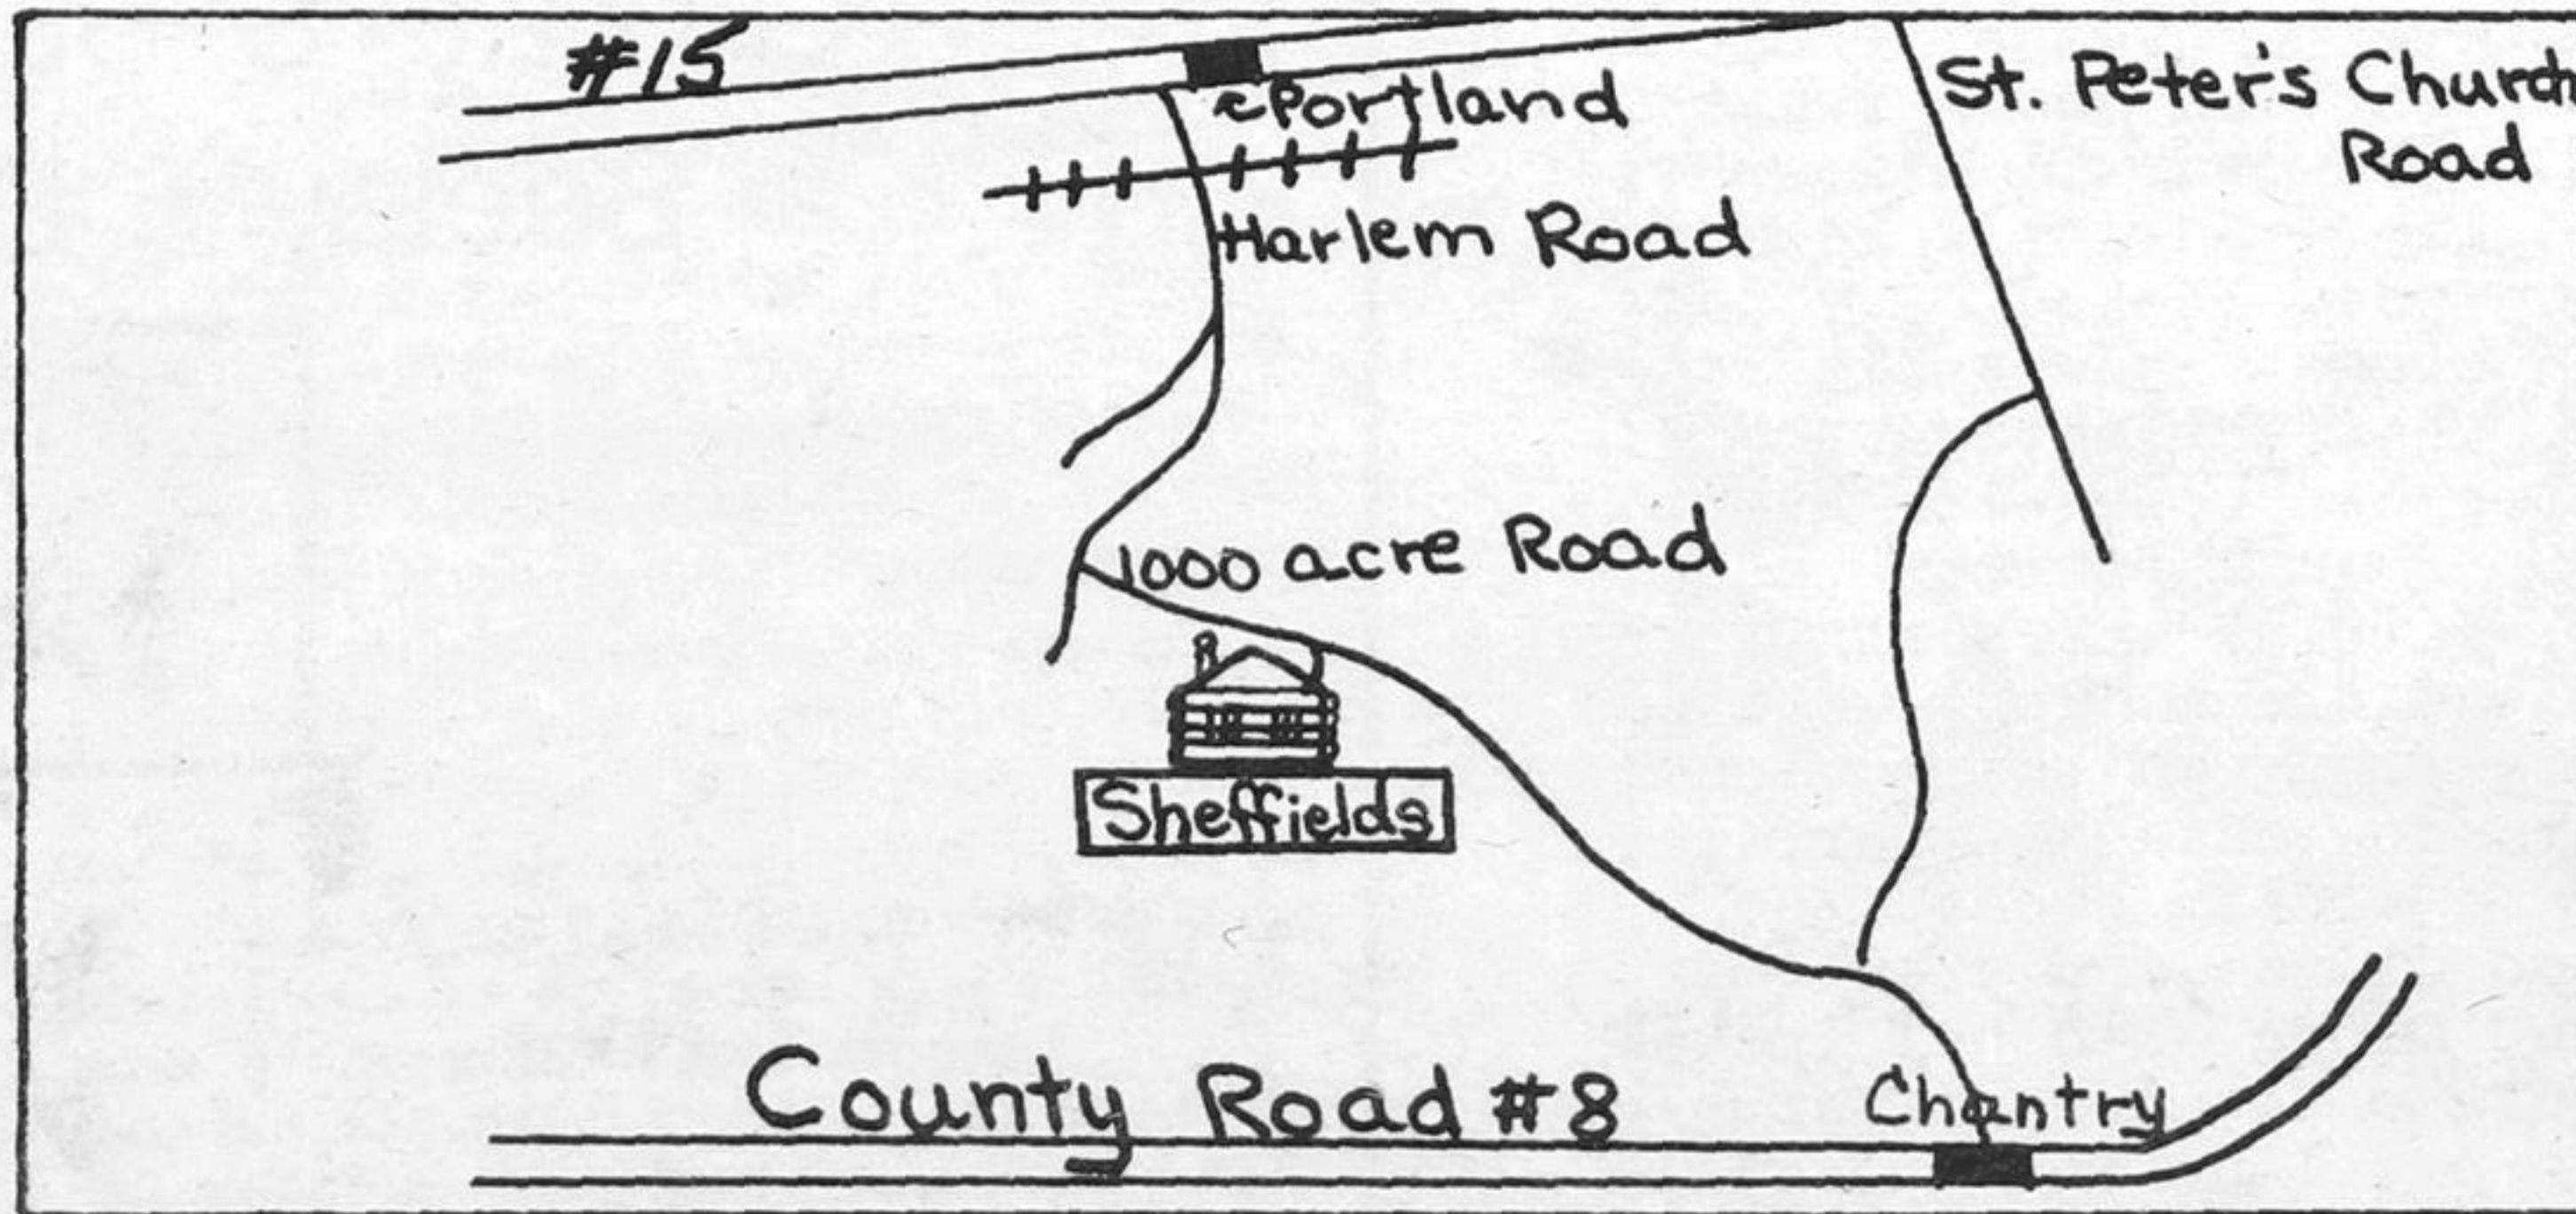 #15
Portland
St. Peter's Church
Road
Harlem Road
1000 acre Road
Sheffields
County Road #8
Chantry